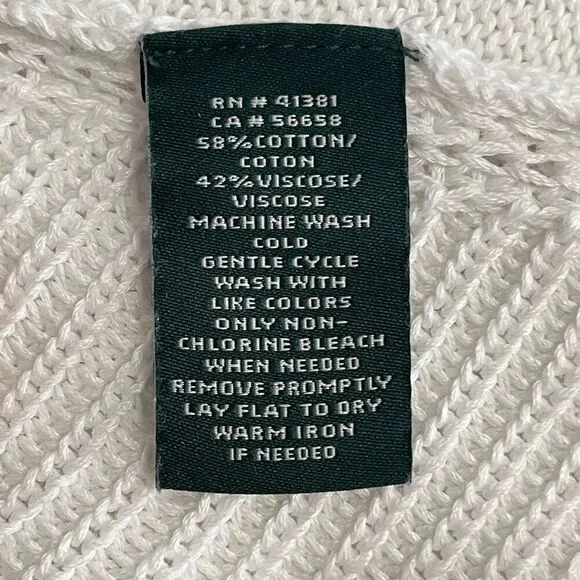 RN # 41381
CA # 56658
58%COTTON/
COTON
42%VISCOSE/
VISCOSE
MACHINE WASH
COLD
GENTLE CYCLE
WASH WITH
LIKE COLORS
ONLY NON-
CHLORINE BLEACH
WHEN NEEDED
REMOVE PROMPTLY
LAY FLAT TO DRY
WARM IRON
IF NEEDED